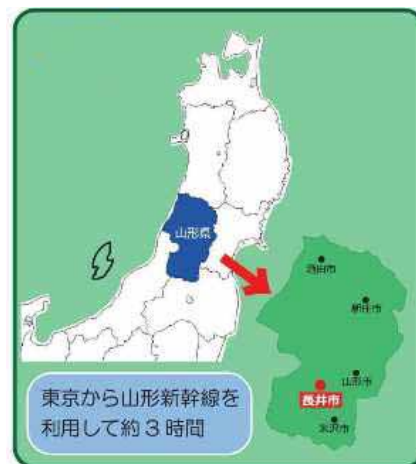 山形県
酒田市
新庄市
山形市
長井市
米沢市
東京から山形新幹線を
利用して約3時間